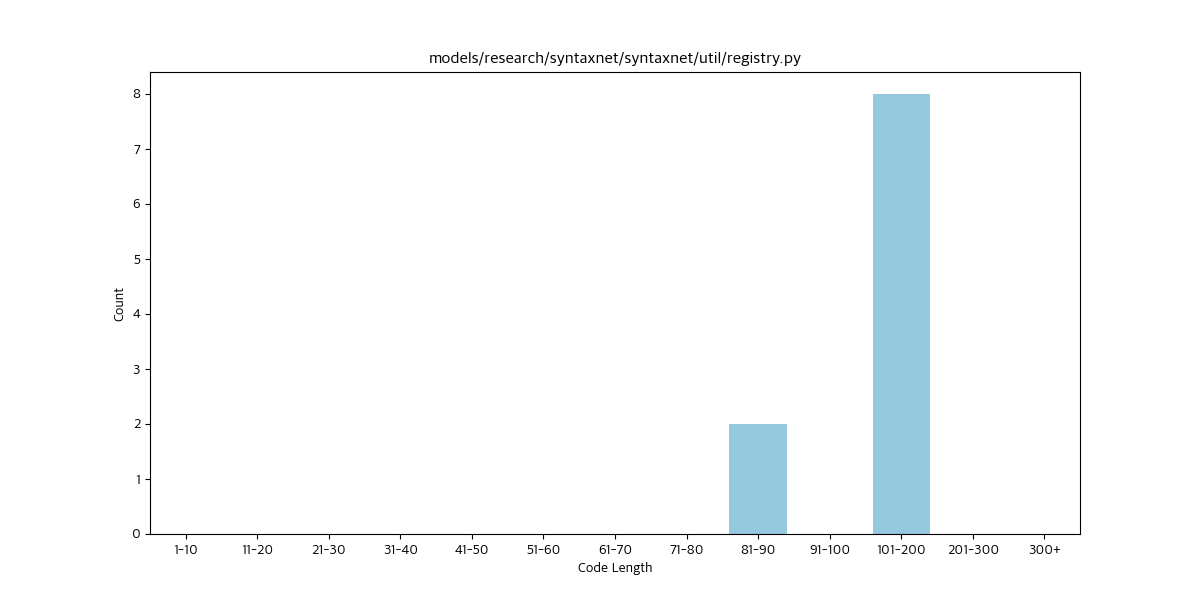 models/research/syntaxnet/syntaxnet/util/registry.py
8
7
6
5
4
3
2
1
0
Count
1-10 11-20 21-30 31-40 41-50 51-60 61-70 71-80 81-90 91-100 101-200 201-300 300+
Code Length